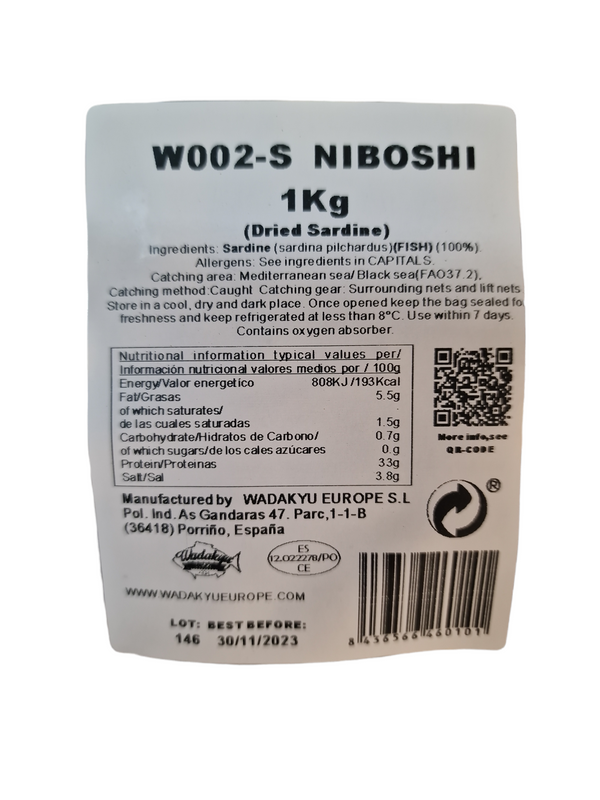 W002-S NIBOSHI
1Kg
(Dried Sardine)
Ingredients: Sardine (sardina pilchardus)(FISH) (100%).
Allergens: See ingredients in CAPITALS.
Catching area: Mediterranean sea/ Black sea(FAO37.2),
Catching method:Caught Catching gear: Surrounding nets and lift nets
Store in a cool, dry and dark place. Once opened keep the bag sealed fo
freshness and keep refrigerated at less than 8°C. Use within 7 days.
Contains oxygen absorber.
Nutritional information typical values per/
Información nutricional valores medios por / 100g
Energy/Valor energetico 808KJ /193Kcal
Fat/Grasas 5.5g
of which saturates/
de las cuales saturadas 1.5g
Carbohydrate/Hidratos de Carbono/ 0.7g
of which sugars/de los cales azúcares 0.g
Protein/Proteinas 33g
Salt/Sal 3.8g
More info,see
QR-CODE
Manufactured by WADAKYU EUROPE S.L
Pol. Ind. As Gandaras 47. Parc,1-1-B
(36418) Porriño, España
®
Wadakyu
ES
12.022278/PO
CE
WWW.WADAKYUEUROPE.COM
LOT: BEST BEFORE:
146 30/11/2023
8 436566 460101